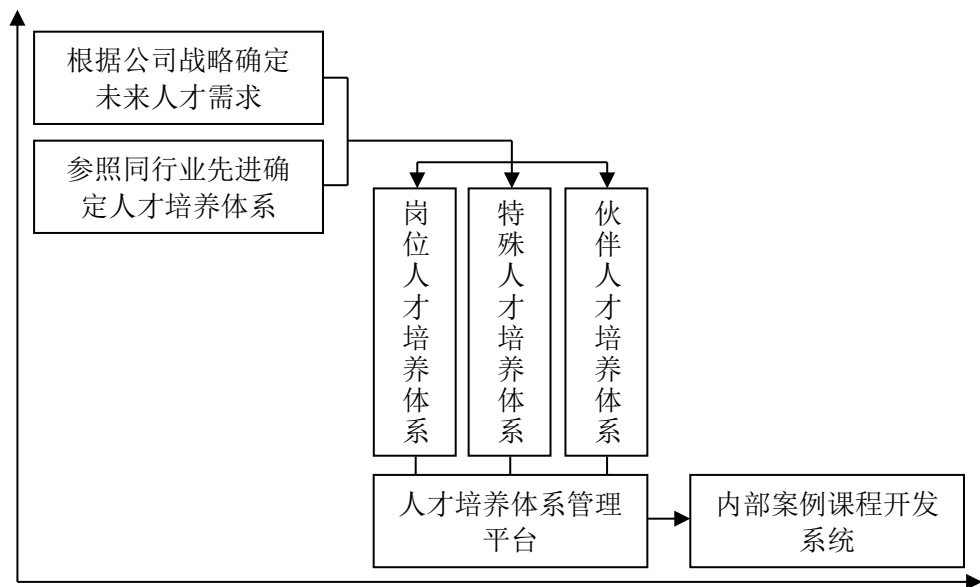 根据公司战略确定
未来人才需求
参照同行业先进确
定人才培养体系
岗位人才培养体系
特殊人才培养体系
伙伴人才培养体系
人才培养体系管理
平台
内部案例课程开发
系统